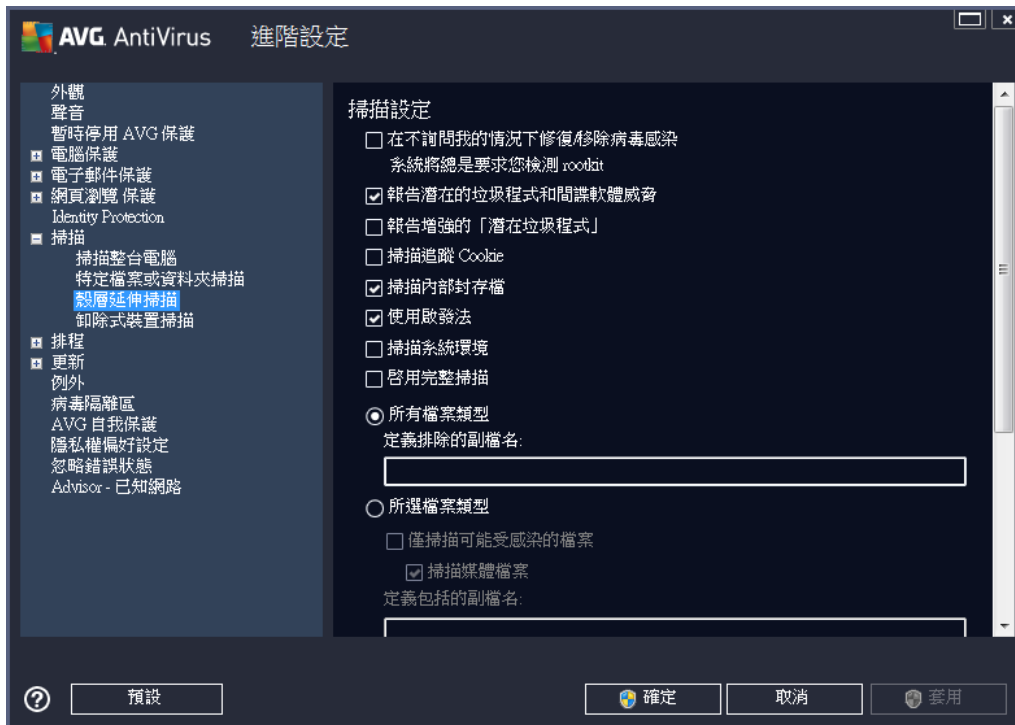 AVG. AntiVirus 進階設定
外觀
聲音
暫時停用 AVG 保護
電腦保護
電子郵件保護
網頁瀏覽 保護
Identity Protection
掃描
掃描整台電腦
特定檔案或資料夾掃描
殼層延伸掃描
卸除式裝置掃描
排程
更新
例外
病毒隔離區
AVG 自我保護
隱私權偏好設定
忽略錯誤狀態
Advisor - 已知網路
掃描設定
在不詢問我的情況下修復/移除病毒感染
系統將總是要求您檢測 rootkit
報告潛在的垃圾程式和間諜軟體威脅
報告增強的「潛在垃圾程式」
掃描追蹤 Cookie
掃描內部封存檔
使用啟發法
掃描系統環境
啓用完整掃描
所有檔案類型
定義排除的副檔名:
所選檔案類型
僅掃描可能受感染的檔案
掃描媒體檔案
定義包括的副檔名:
預設
確定
取消
套用